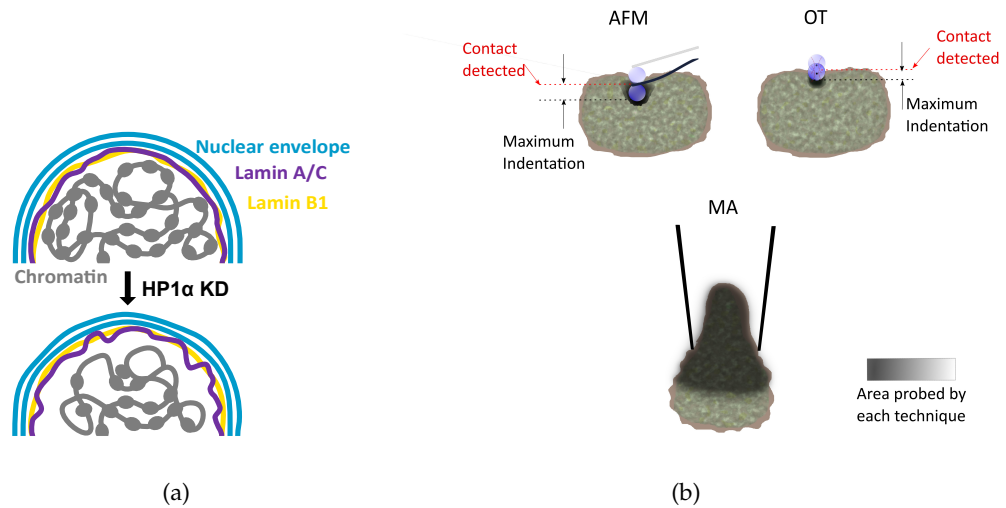 Nuclear envelope
Lamin A/C
Lamin B1
Chromatin
HP1α KD
(a)
AFM
Contact
detected
Maximum
Indentation
OT
Contact
detected
Maximum
Indentation
MA
Area probed by
each technique
(b)